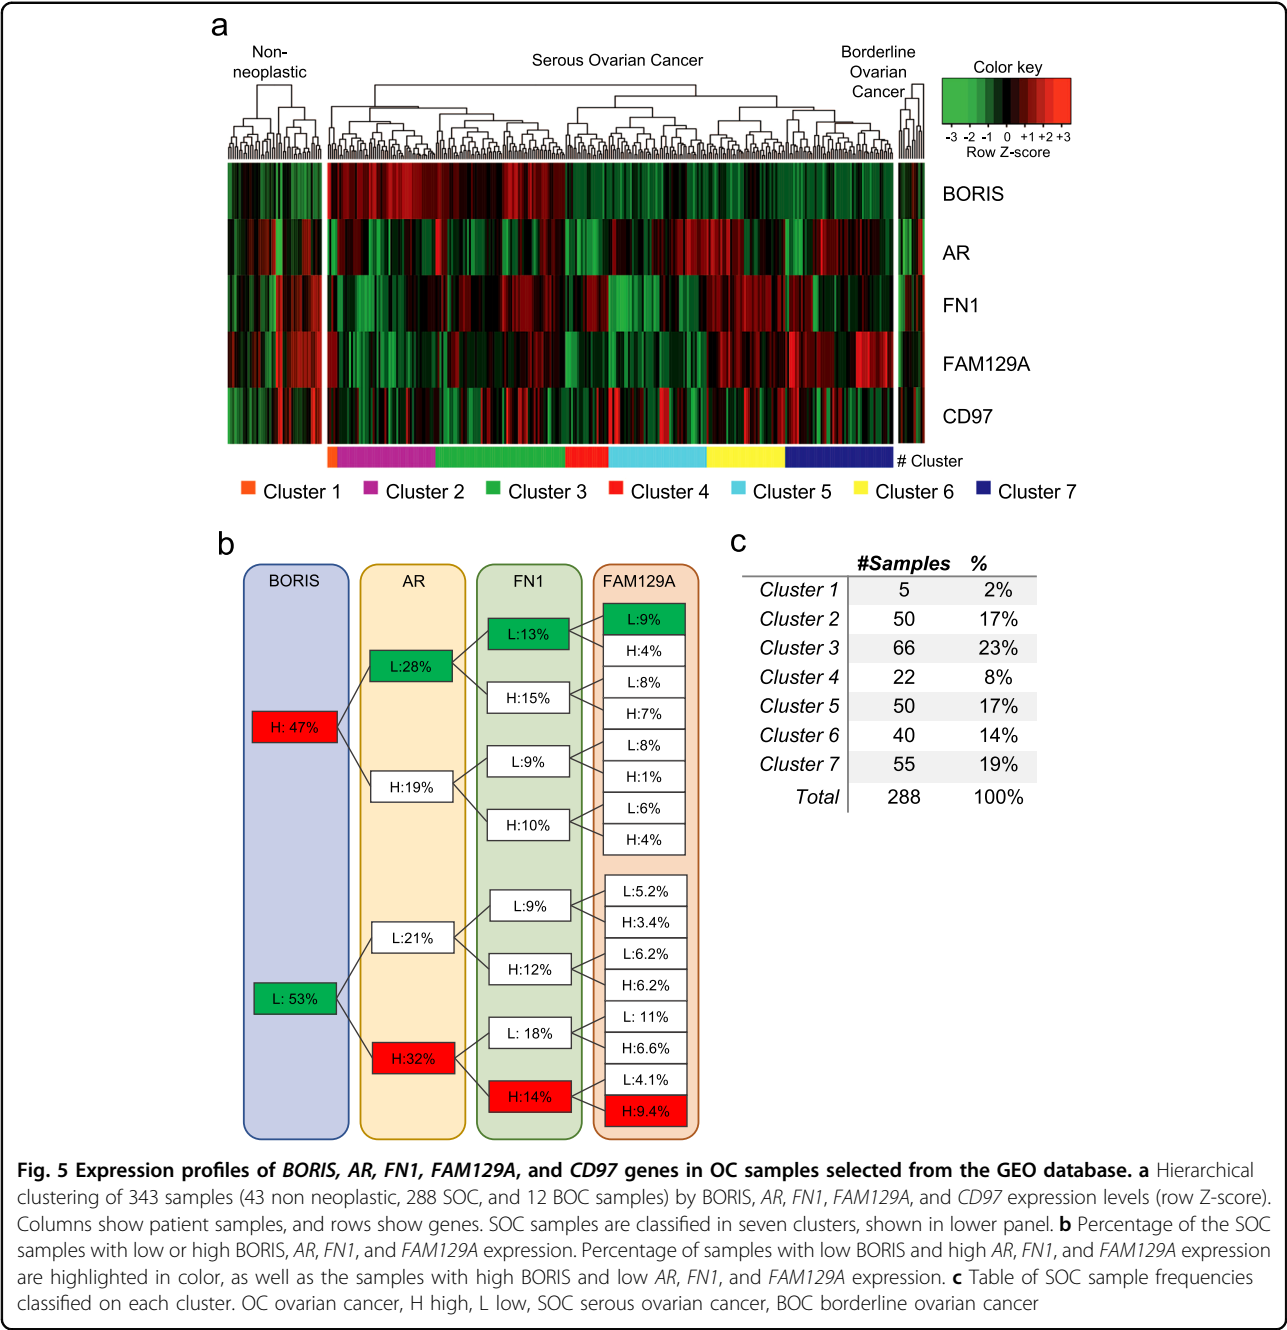 a
Non-
neoplastic
Serous Ovarian Cancer
Borderline
Ovarian
Cancer
Color key
-3 -2 -1 0 +1 +2 +3
Row Z-score
BORIS
AR
FN1
FAM129A
CD97
# Cluster
Cluster 1 Cluster 2 Cluster 3 Cluster 4 Cluster 5 Cluster 6 Cluster 7
b
BORIS AR FN1 FAM129A
H: 47%
L: 53%
L:28%
H:19%
L:21%
H:32%
L:13%
H:15%
L:9%
H:10%
L:9%
H:12%
L: 18%
H:14%
L:9%
H:4%
L:8%
H:7%
L:8%
H:1%
L:6%
H:4%
L:5.2%
H:3.4%
L:6.2%
H:6.2%
L: 11%
H:6.6%
L:4.1%
H:9.4%
c
#Samples %
Cluster 1 5 2%
Cluster 2 50 17%
Cluster 3 66 23%
Cluster 4 22 8%
Cluster 5 50 17%
Cluster 6 40 14%
Cluster 7 55 19%
Total 288 100%
Fig. 5 Expression profiles of BORIS, AR, FN1, FAM129A, and CD97 genes in OC samples selected from the GEO database. a Hierarchical
clustering of 343 samples (43 non neoplastic, 288 SOC, and 12 BOC samples) by BORIS, AR, FN1, FAM129A, and CD97 expression levels (row Z-score).
Columns show patient samples, and rows show genes. SOC samples are classified in seven clusters, shown in lower panel. b Percentage of the SOC
samples with low or high BORIS, AR, FN1, and FAM129A expression. Percentage of samples with low BORIS and high AR, FN1, and FAM129A expression
are highlighted in color, as well as the samples with high BORIS and low AR, FN1, and FAM129A expression. c Table of SOC sample frequencies
classified on each cluster. OC ovarian cancer, H high, L low, SOC serous ovarian cancer, BOC borderline ovarian cancer